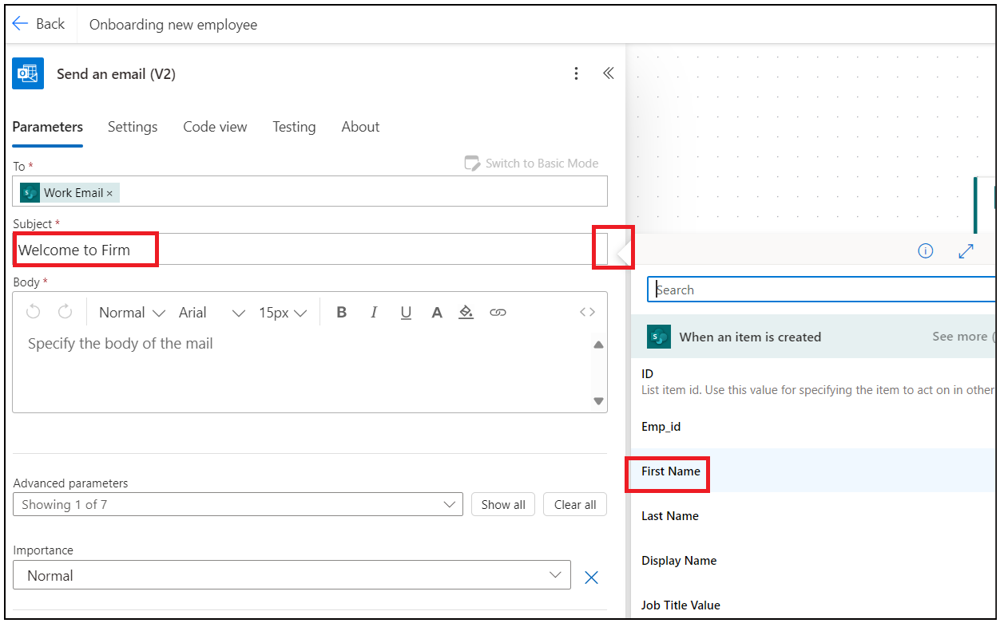 Back
Onboarding new employee
Send an email (V2)
Parameters Settings Code view Testing About
To *
Switch to Basic Mode
Work Email ×
Subject *
Welcome to Firm
Body *
Normal Arial 15px B I U A <>
Specify the body of the mail
Advanced parameters
Showing 1 of 7
Show all
Clear all
Importance
Normal
Search
When an item is created
See more (
ID
List item id. Use this value for specifying the item to act on in other
Emp_id
First Name
Last Name
Display Name
Job Title Value